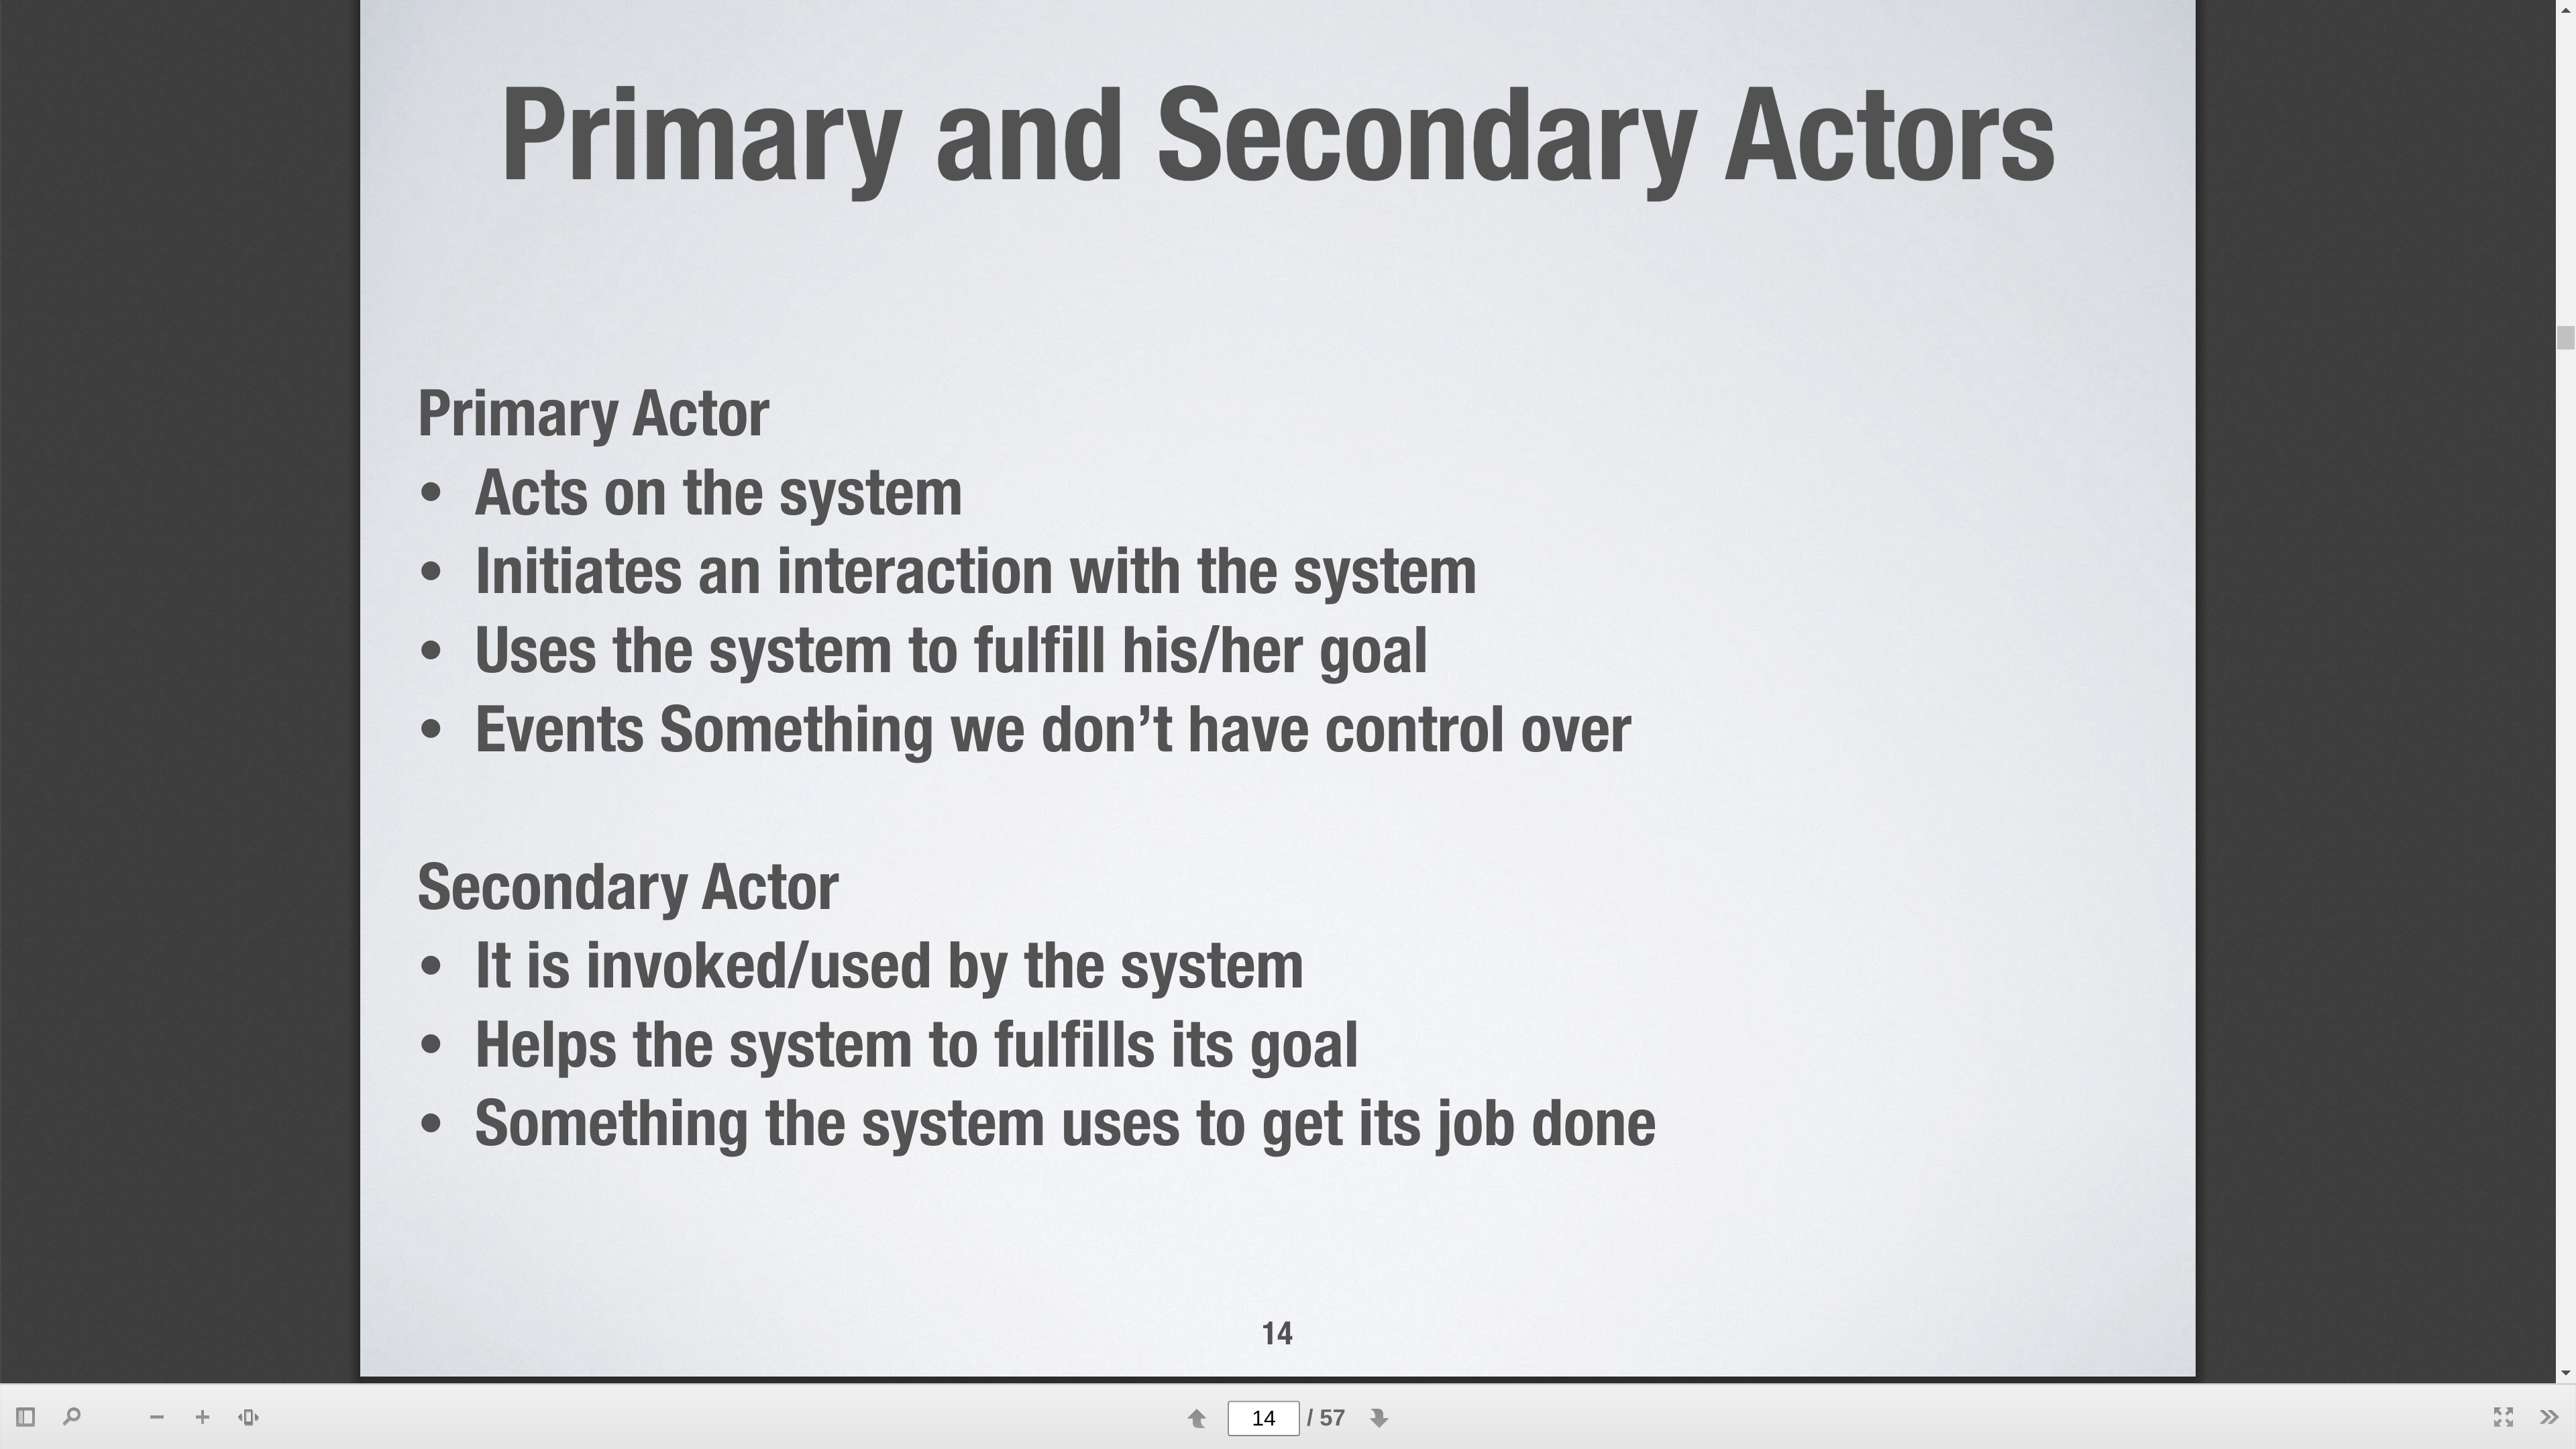 Primary and Secondary Actors
Primary Actor
• Acts on the system
• Initiates an interaction with the system
• Uses the system to fulfill his/her goal
• Events Something we don’t have control over
Secondary Actor
• It is invoked/used by the system
• Helps the system to fulfills its goal
• Something the system uses to get its job done
14
14 / 57